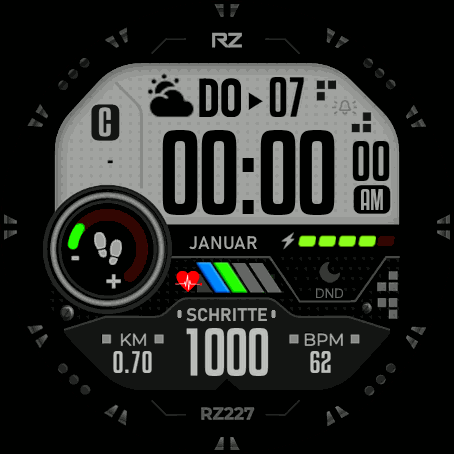 RZ
DO ▸ 07
C
-
00:00
00
AM
JANUAR
DND
-
+
SCHRITTE
1000
KM
0.70
BPM
62
RZ227